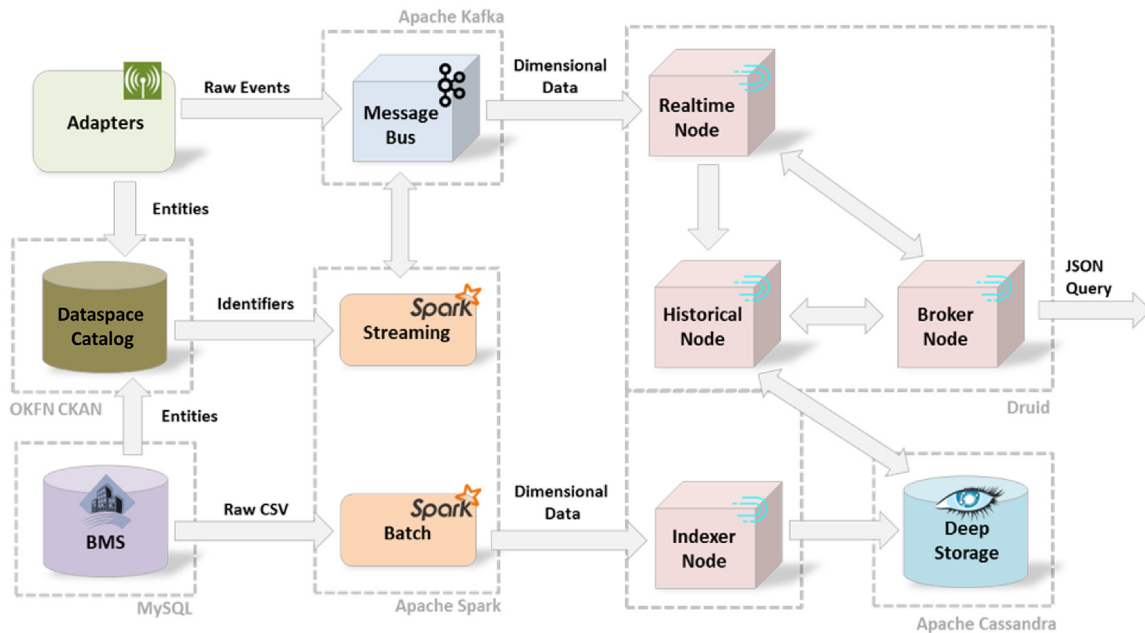 Apache Kafka
Adapters
Raw Events
Message
Bus
Dimensional
Data
Realtime
Node
Entities
Dataspace
Catalog
OKFN CKAN
Identifiers
Spark
Streaming
Historical
Node
Broker
Node
JSON
Query
Druid
Entities
BMS
MySQL
Raw CSV
Spark
Batch
Apache Spark
Dimensional
Data
Indexer
Node
Deep
Storage
Apache Cassandra